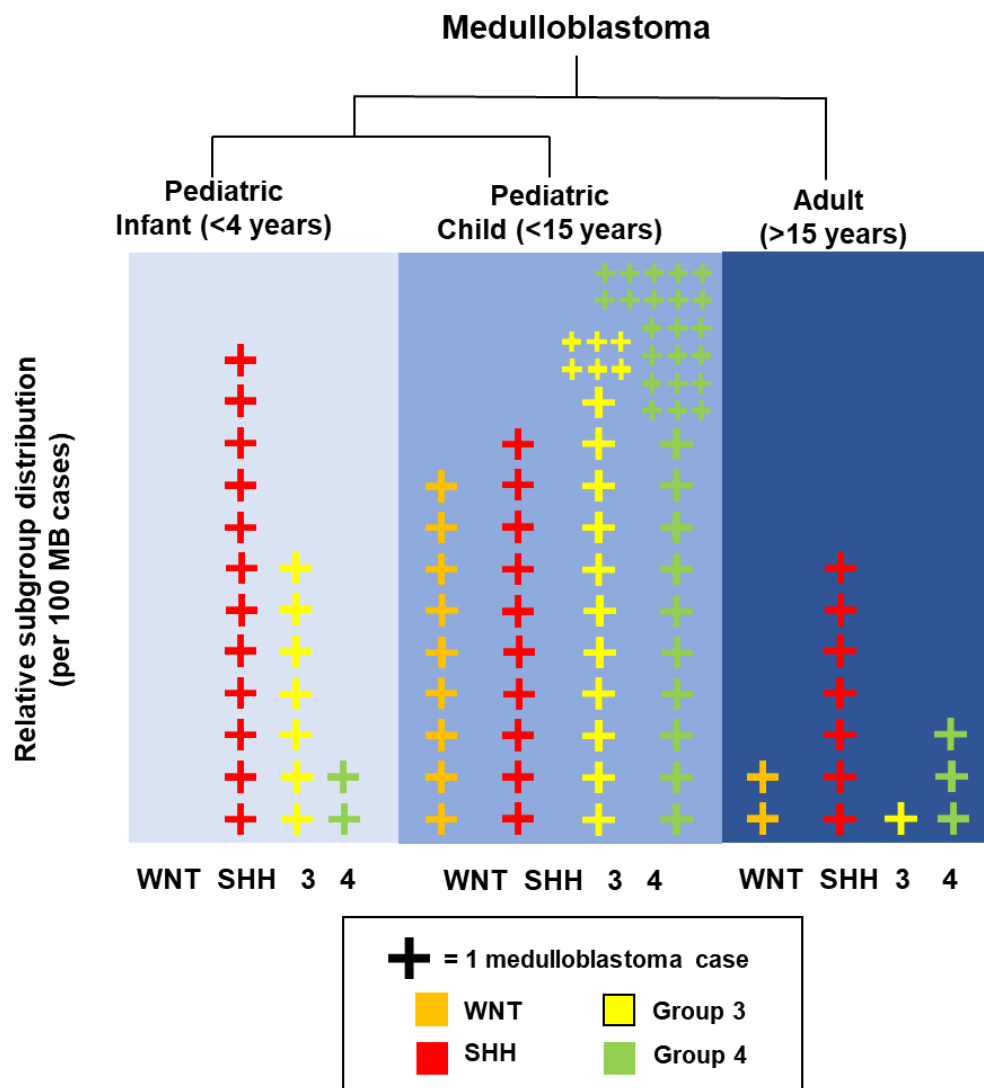 Medulloblastoma
Pediatric
Infant (<4 years)
Pediatric
Child (<15 years)
Adult
(>15 years)
Relative subgroup distribution
(per 100 MB cases)
WNT SHH 3 4
WNT SHH 3 4
WNT SHH 3 4
= 1 medulloblastoma case
WNT
Group 3
SHH
Group 4